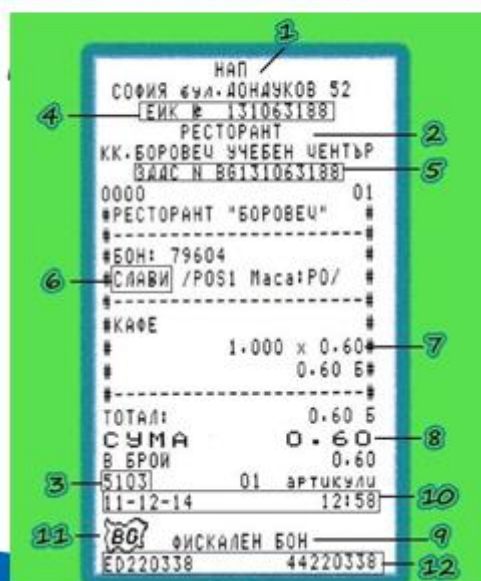 1
НАП
СОФИЯ бул.ДОНДУКОВ 52
4 ЕИК № 131063188
РЕСТОРАНТ 2
КК.БОРОВЕЦ УЧЕБЕН ЦЕНТЪР
ЗДДС N BG131063188 5
0000 01
#РЕСТОРАНТ "БОРОВЕЦ" #
#----------------------#
#БОН: 79604 #
6 #СЛАВИ /POS1 Маса:РО/ #
#----------------------#
#КАФЕ #
# 1.000 x 0.60# 7
# 0.60 Б#
#----------------------#
ТОТАЛ: 0.60 Б
СУМА 0.60 8
В БРОЙ 0.60
3 5103 01 артикули
11-12-14 12:58 10
11 BG ФИСКАЛЕН БОН 9
ED220338 44220338 12